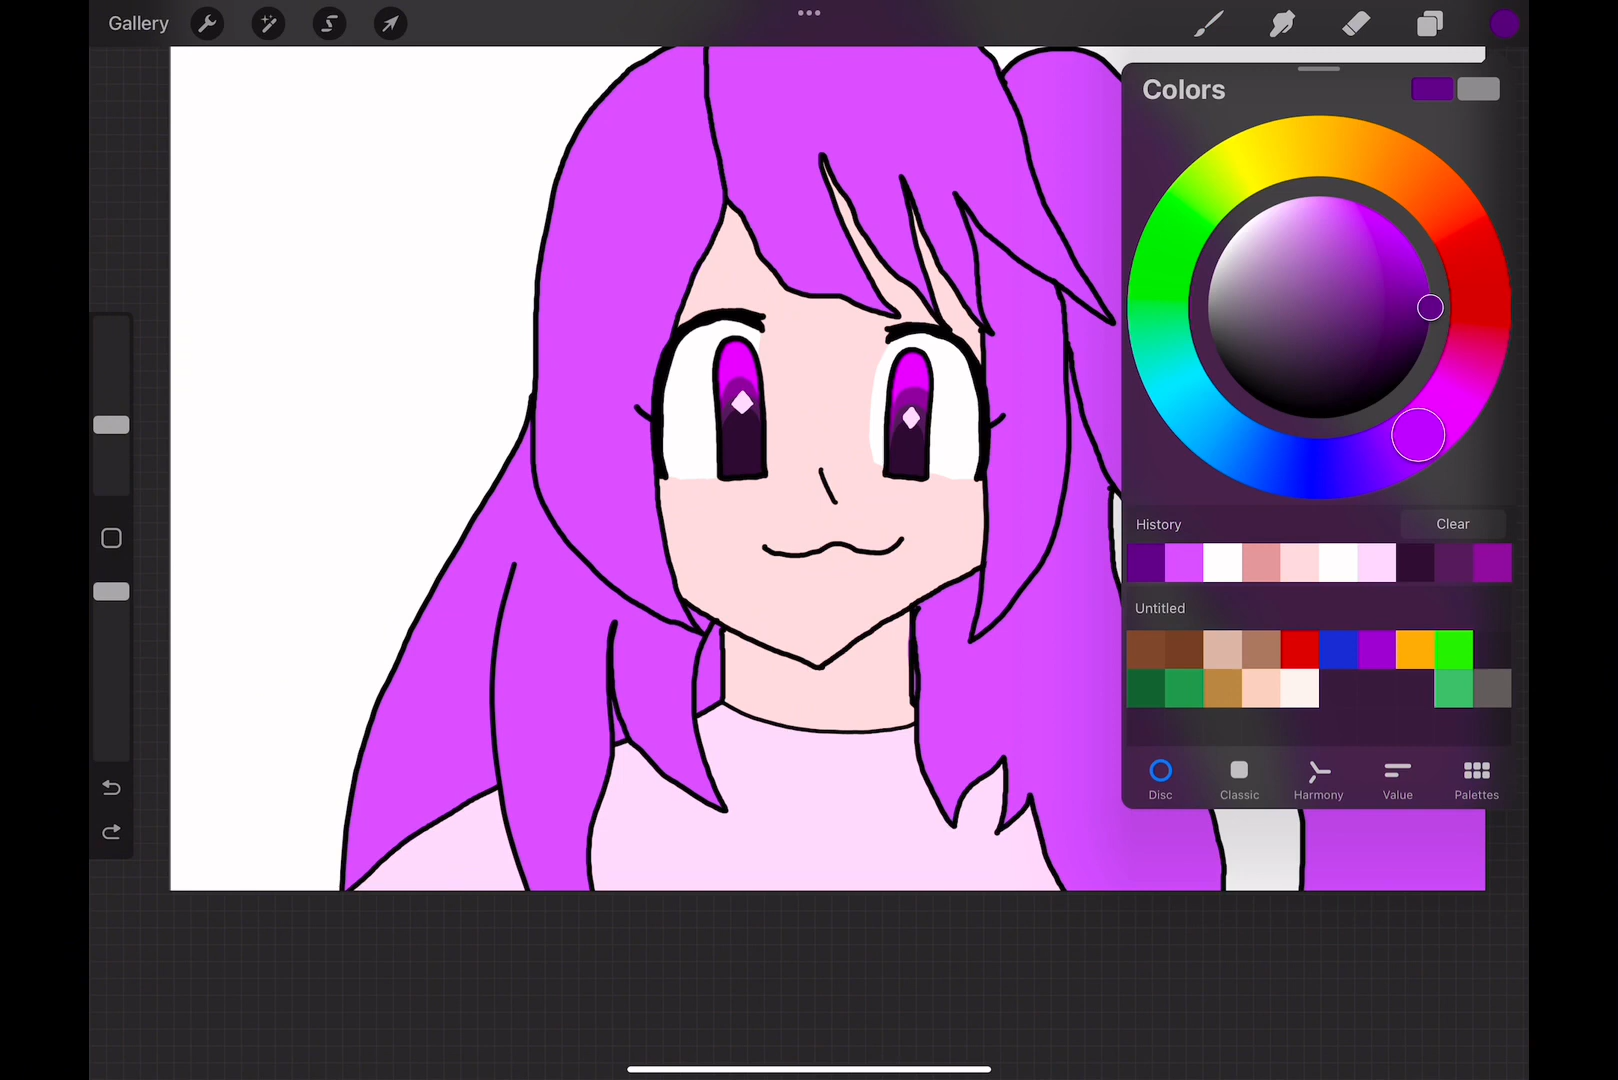 Gallery
Colors
History
Clear
Untitled
Disc
Classic
Harmony
Value
Palettes